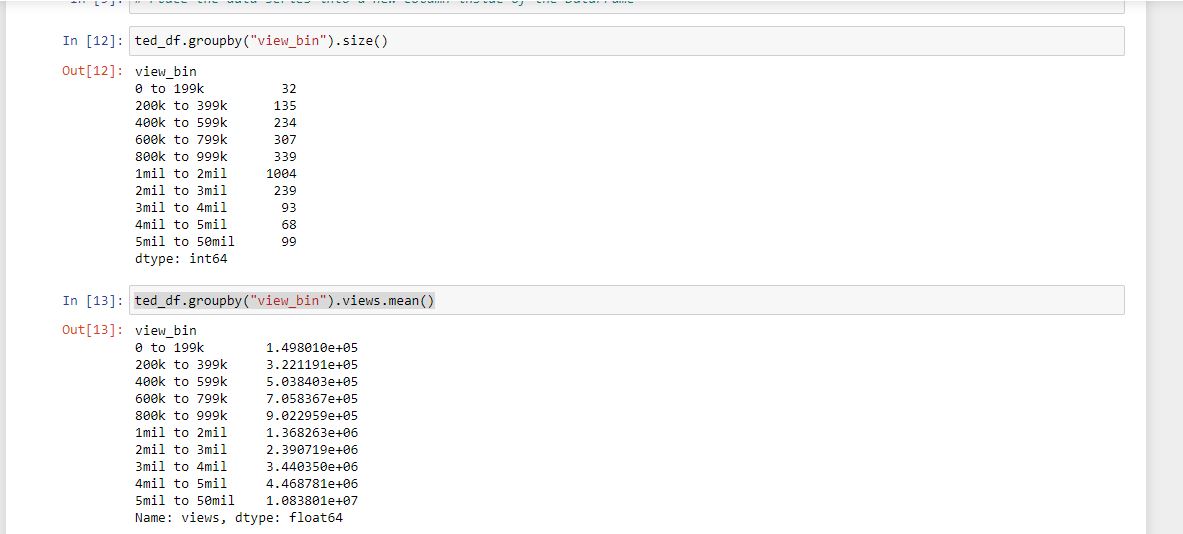 In [12]: ted_df.groupby("view_bin").size()
Out[12]: view_bin
0 to 199k 32
200k to 399k 135
400k to 599k 234
600k to 799k 307
800k to 999k 339
1mil to 2mil 1004
2mil to 3mil 239
3mil to 4mil 93
4mil to 5mil 68
5mil to 50mil 99
dtype: int64
In [13]: ted_df.groupby("view_bin").views.mean()
Out[13]: view_bin
0 to 199k 1.498010e+05
200k to 399k 3.221191e+05
400k to 599k 5.038403e+05
600k to 799k 7.058367e+05
800k to 999k 9.022959e+05
1mil to 2mil 1.368263e+06
2mil to 3mil 2.390719e+06
3mil to 4mil 3.440350e+06
4mil to 5mil 4.468781e+06
5mil to 50mil 1.083801e+07
Name: views, dtype: float64